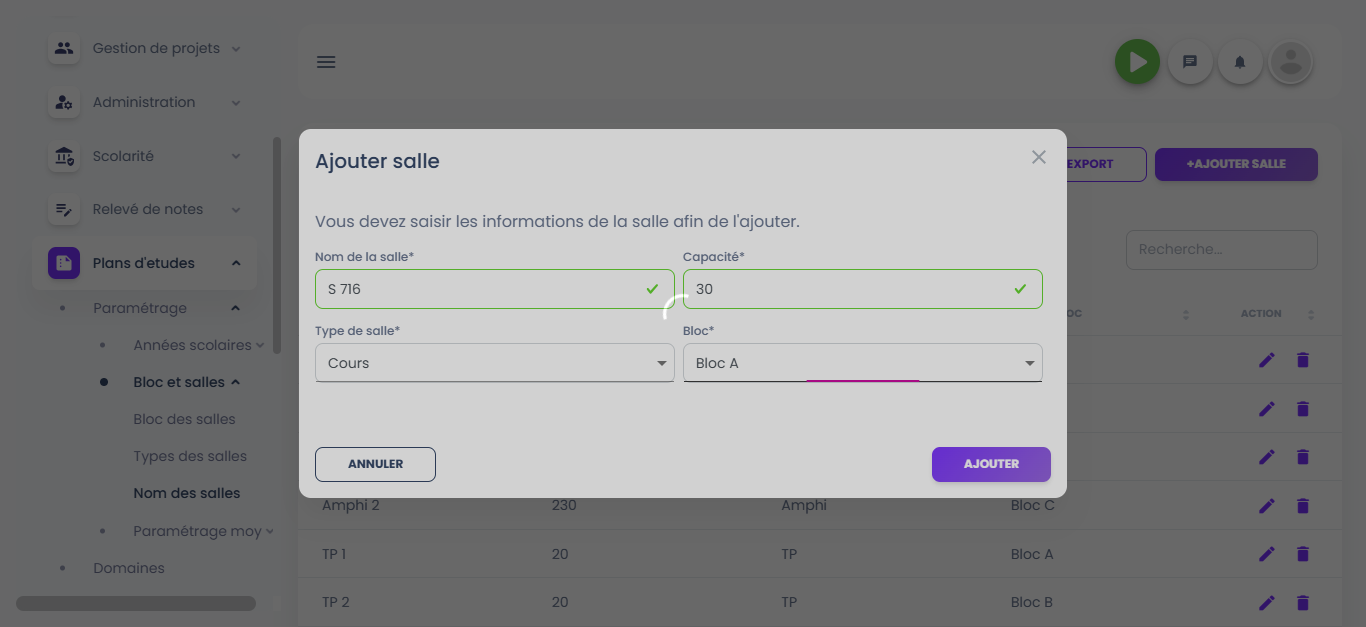 Gestion de projets
Administration
Scolarité
Relevé de notes
Plans d'etudes
Paramétrage
Années scolaires
Bloc et salles
Bloc des salles
Types des salles
Nom des salles
Paramétrage moy
Domaines
EXPORT
+AJOUTER SALLE
Recherche...
ACTION
Ajouter salle
Vous devez saisir les informations de la salle afin de l'ajouter.
Nom de la salle* Capacité*
S 716 30
Type de salle* Bloc*
Cours Bloc A
ANNULER AJOUTER
Amphi 2 230 Amphi Bloc C
TP 1 20 TP Bloc A
TP 2 20 TP Bloc B